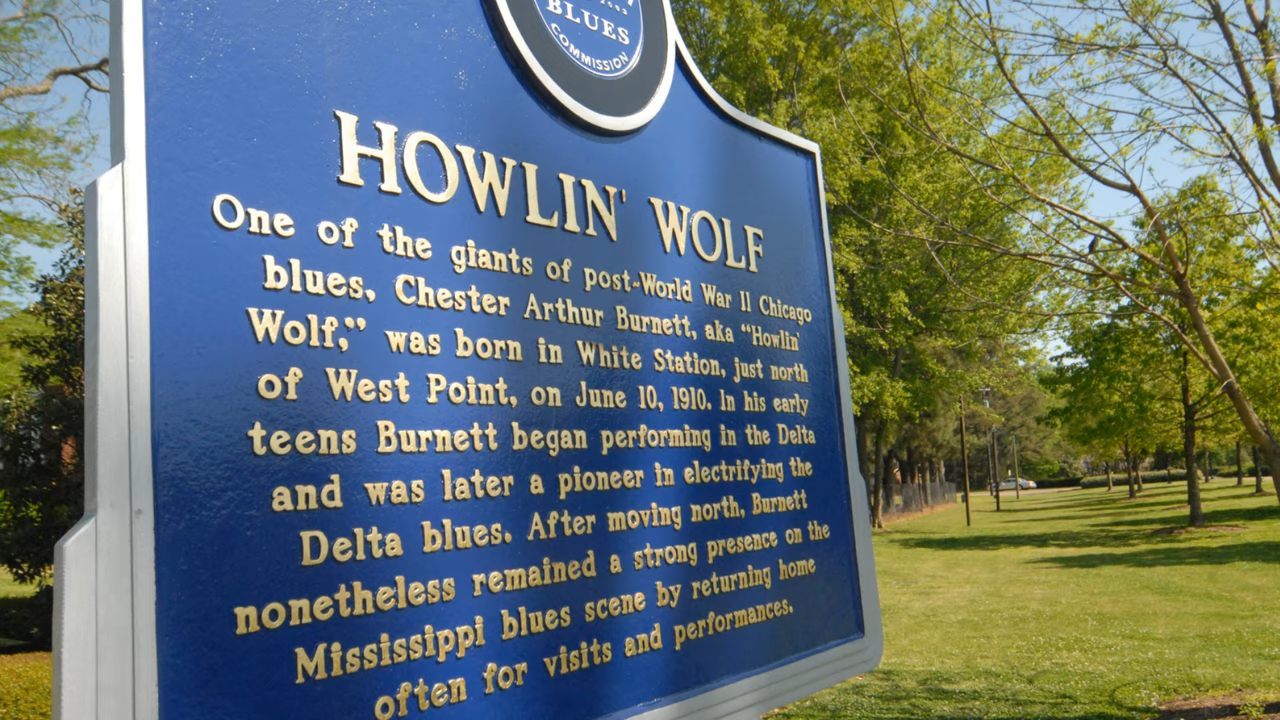 BLUES
COMMISSION
HOWLIN' WOLF
One of the giants of post-World War II Chicago
blues, Chester Arthur Burnett, aka “Howlin'
Wolf,” was born in White Station, just north
of West Point, on June 10, 1910. In his early
teens Burnett began performing in the Delta
and was later a pioneer in electrifying the
Delta blues. After moving north, Burnett
nonetheless remained a strong presence on the
Mississippi blues scene by returning home
often for visits and performances.